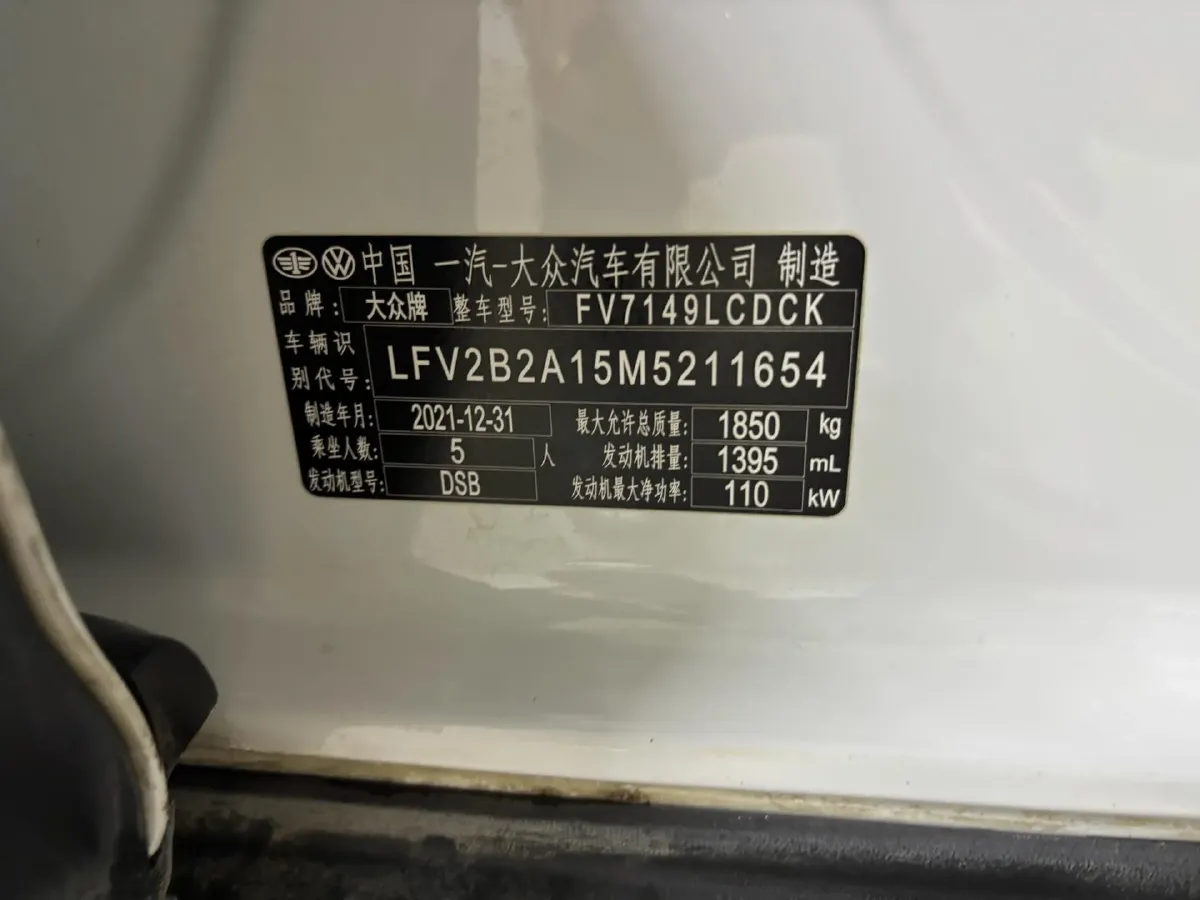 中国 一汽-大众汽车有限公司 制造
品牌: 大众牌 整车型号: FV7149LCDCK
车辆识别代号: LFV2B2A15M5211654
制造年月: 2021-12-31 最大允许总质量: 1850 kg
乘坐人数: 5 人 发动机排量: 1395 mL
发动机型号: DSB 发动机最大净功率: 110 kW